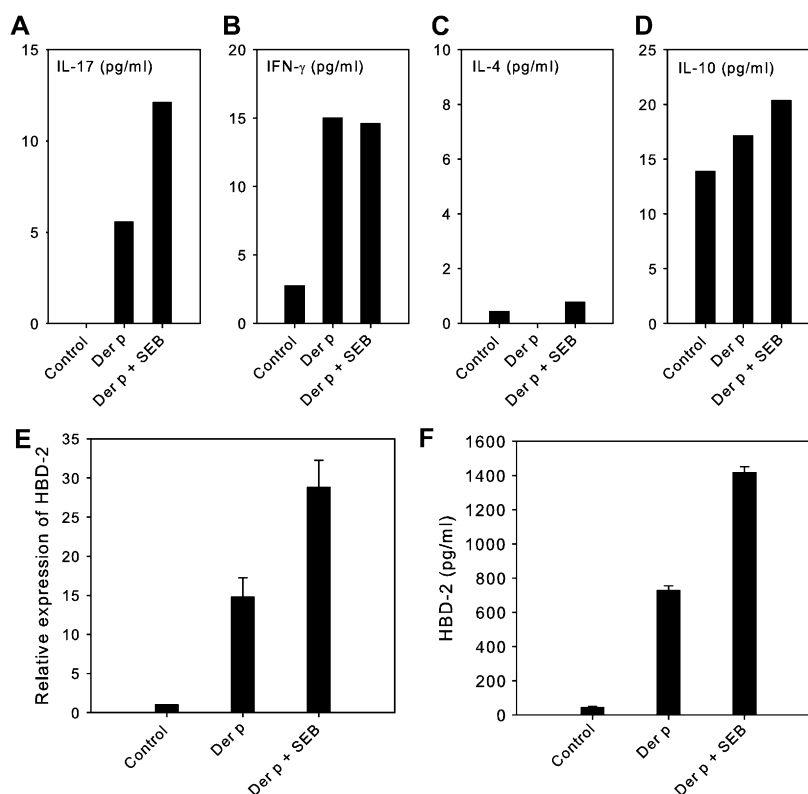 A
IL-17 (pg/ml)
15
10
5
0
Control
Der p
Der p + SEB
B
IFN-γ (pg/ml)
20
15
10
5
0
Control
Der p
Der p + SEB
C
IL-4 (pg/ml)
10
8
6
4
2
0
Control
Der p
Der p + SEB
D
IL-10 (pg/ml)
25
20
15
10
5
0
Control
Der p
Der p + SEB
E
Relative expression of HBD-2
35
30
25
20
15
10
5
0
Control
Der p
Der p + SEB
F
HBD-2 (pg/ml)
1600
1400
1200
1000
800
600
400
200
0
Control
Der p
Der p + SEB